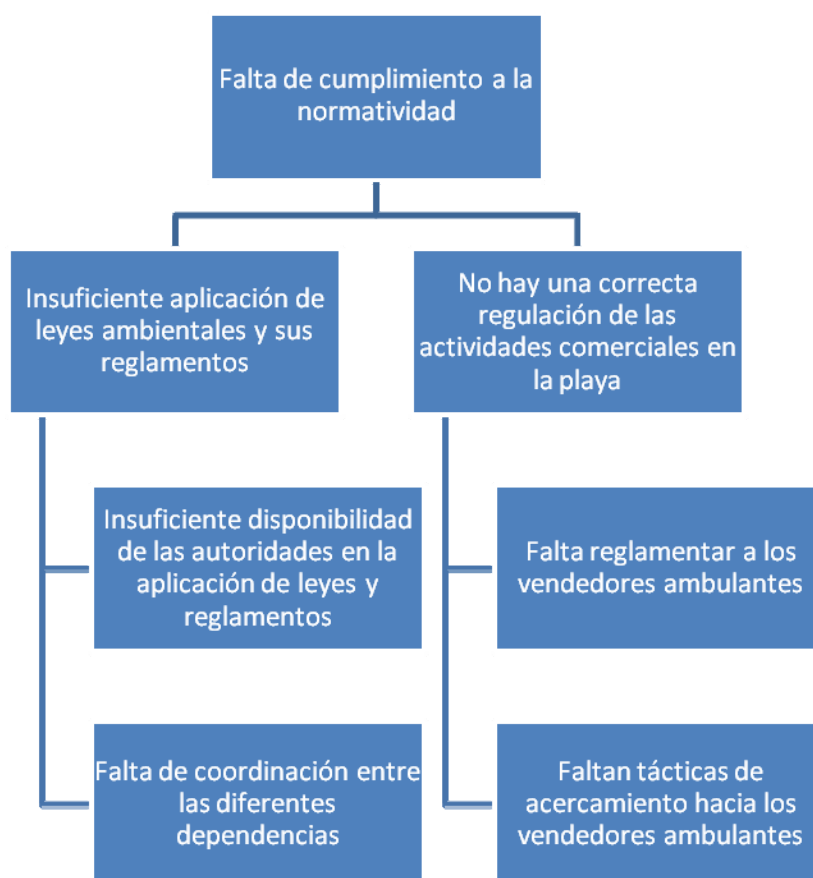 Falta de cumplimiento a la
normatividad
Insuficiente aplicación de
leyes ambientales y sus
reglamentos
No hay una correcta
regulación de las
actividades comerciales en
la playa
Insuficiente disponibilidad
de las autoridades en la
aplicación de leyes y
reglamentos
Falta reglamentar a los
vendedores ambulantes
Falta de coordinación entre
las diferentes
dependencias
Faltan tácticas de
acercamiento hacia los
vendedores ambulantes